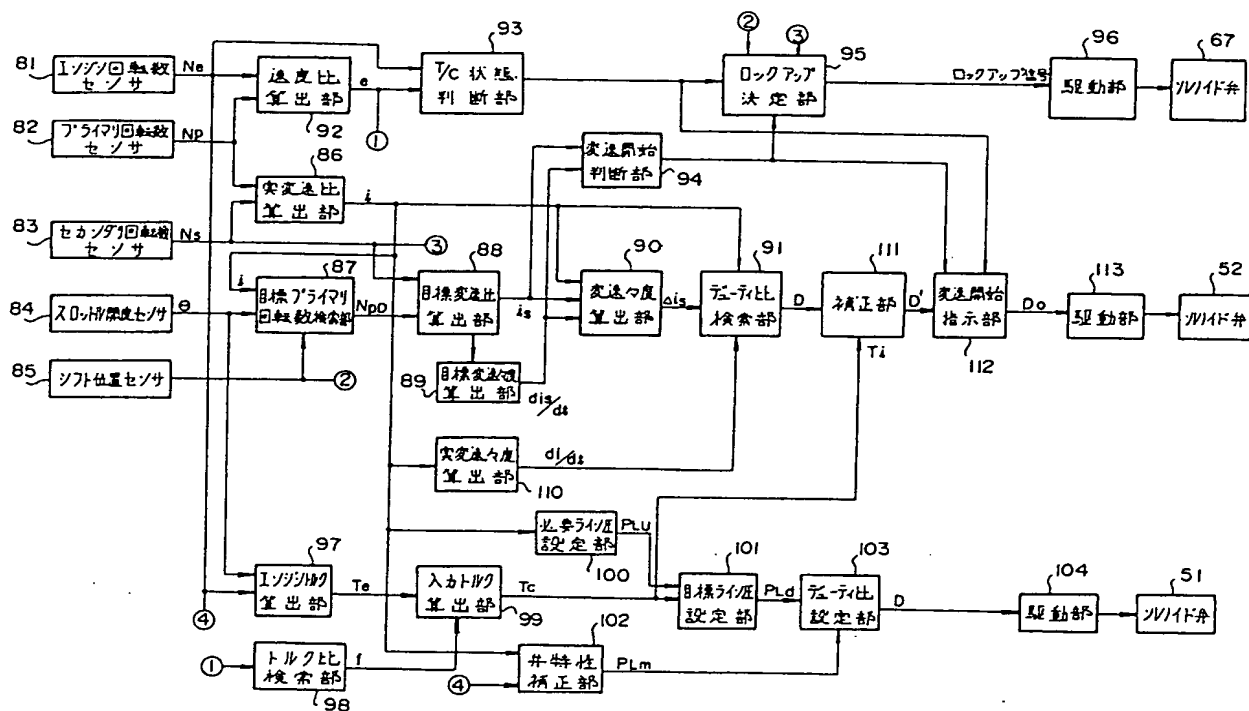 81
エンジン回転数
センサ
Ne
82
プライマリ回転数
センサ
Np
83
セカンダリ回転数
センサ
Ns
84
スロットル開度センサ
θ
85
シフト位置センサ
②
速度比
算出部
92
e
①
86
実変速比
算出部
i
③
87
i
目標プライマリ
回転数検索部
NpD
93
T/C状態
判断部
88
目標変速比
算出部
is
89
目標変速々度
算出部
dis/dt
実変速々度
算出部
110
di/dt
変速開始
判断部
94
90
変速々度
算出部
Δis
91
デューティ比
検索部
D
111
補正部
D'
Ti
変速開始
指示部
112
Do
113
駆動部
52
ソレノイド弁
②
③
95
ロックアップ
決定部
ロックアップ信号
96
駆動部
67
ソレノイド弁
97
エンジントルク
算出部
Te
④
①
トルク比
検索部
98
t
入力トルク
算出部
99
Tc
必要ライン圧
設定部
100
PLu
101
目標ライン圧
設定部
PLd
102
弁特性
補正部
④
PLm
103
デューティ比
設定部
D
104
駆動部
51
ソレノイド弁